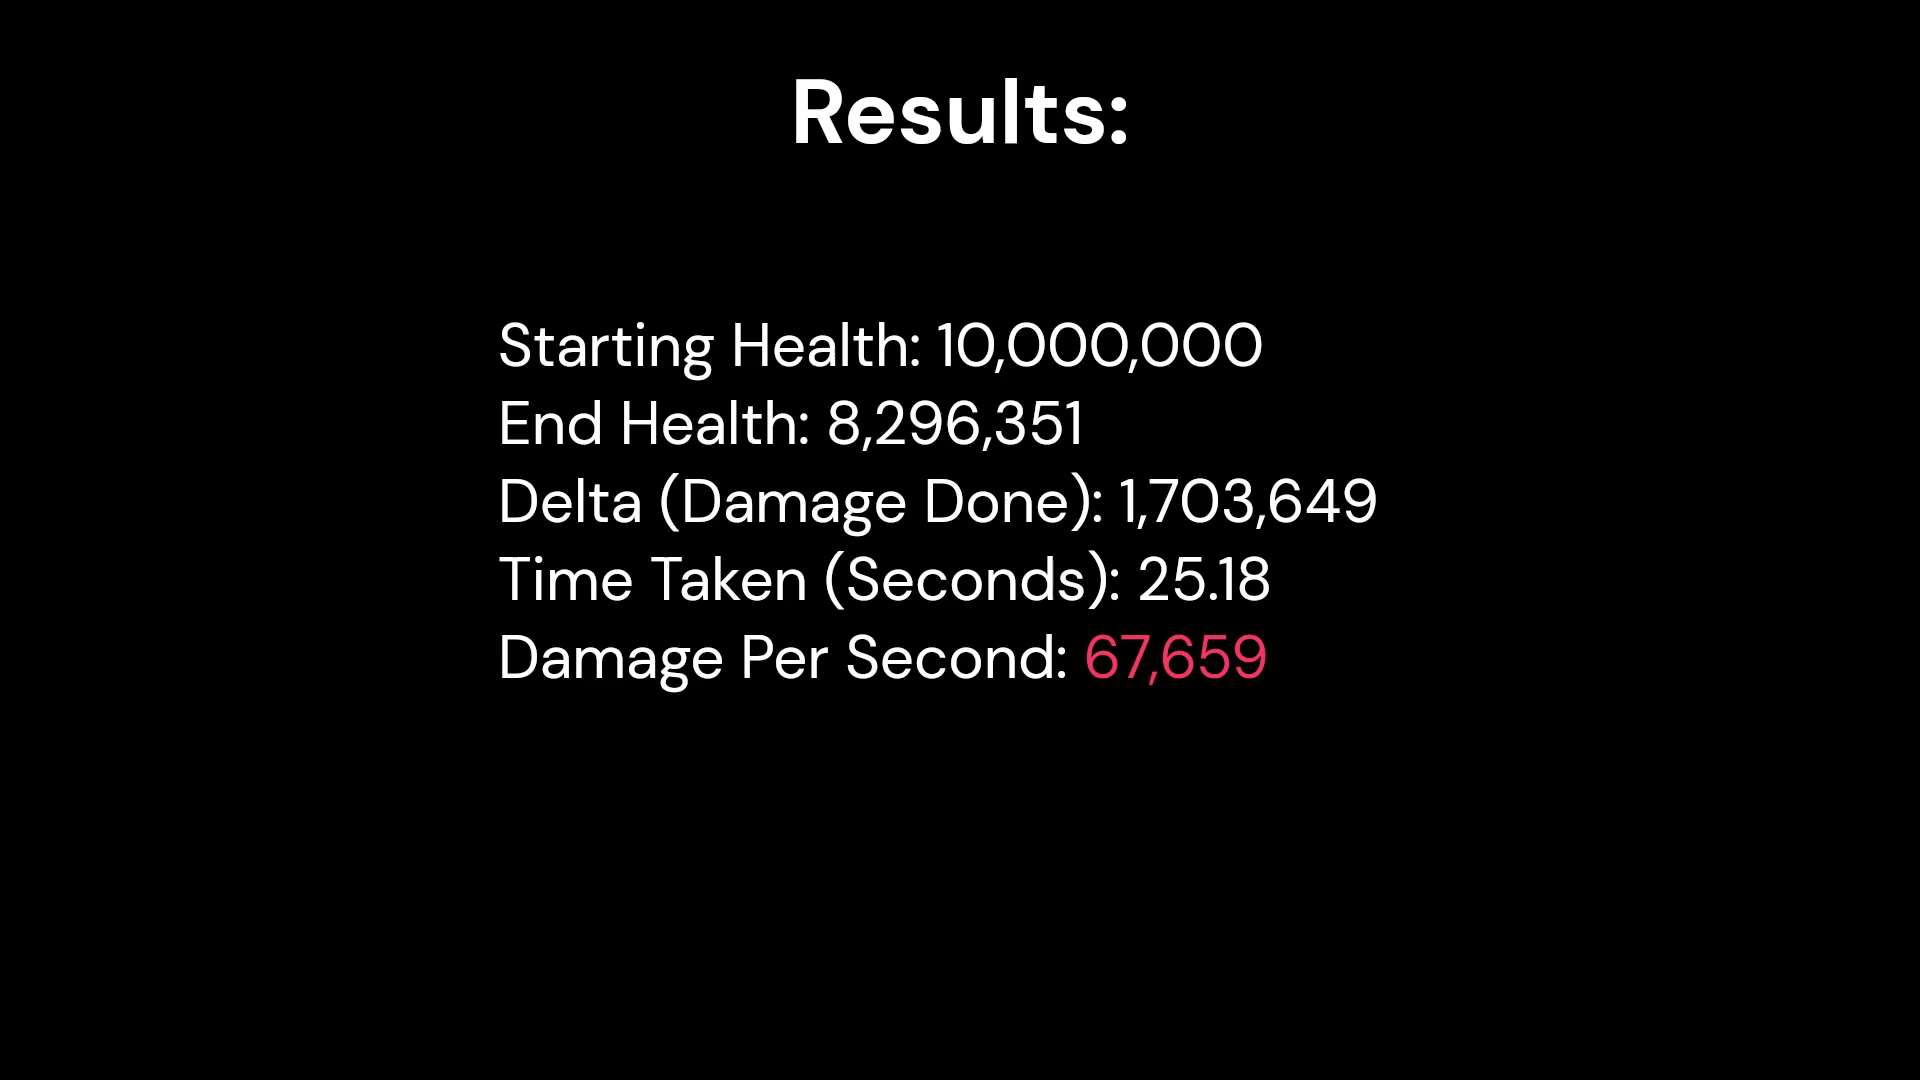 Results:
Starting Health: 10,000,000
End Health: 8,296,351
Delta (Damage Done): 1,703,649
Time Taken (Seconds): 25.18
Damage Per Second: 67,659